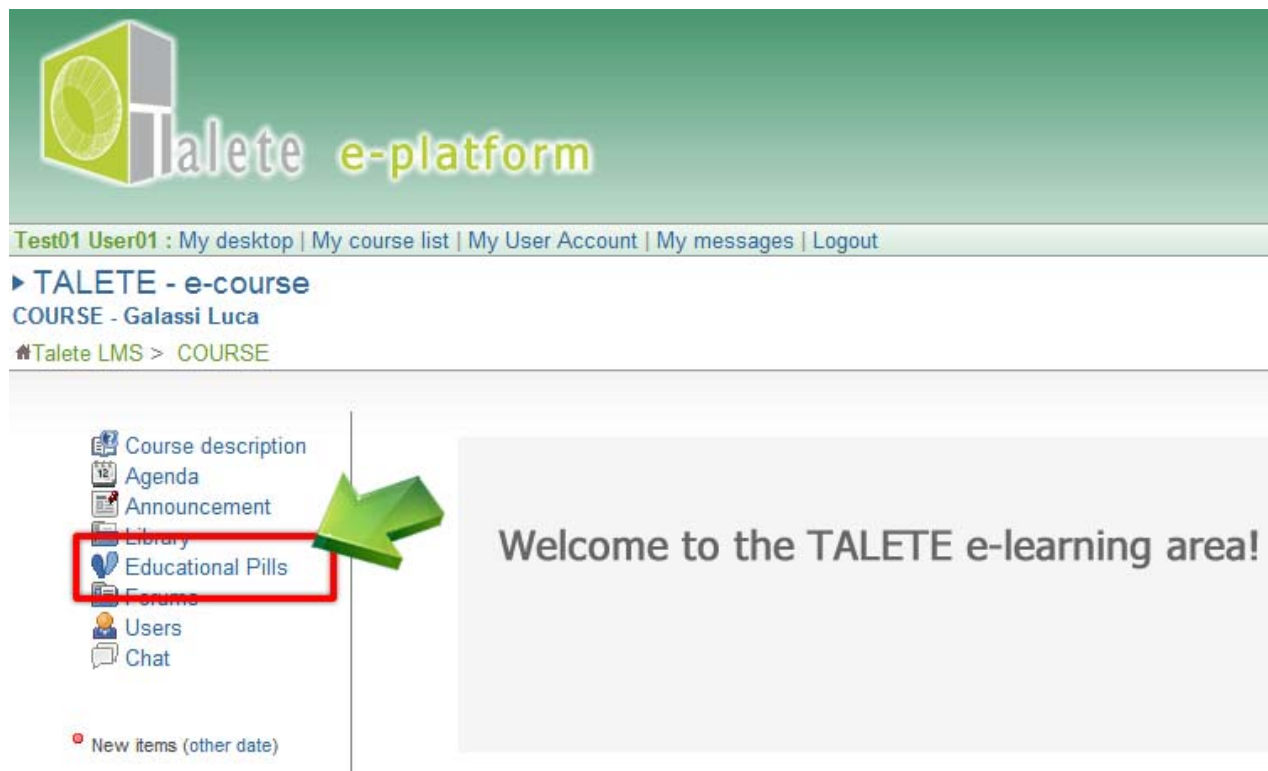 Talete e-platform
Test01 User01 : My desktop | My course list | My User Account | My messages | Logout
TALETE - e-course
COURSE - Galassi Luca
Talete LMS > COURSE
Course description
12
Agenda
Announcement
Library
Educational Pills
Forums
Users
Chat
New items (other date)
Welcome to the TALETE e-learning area!